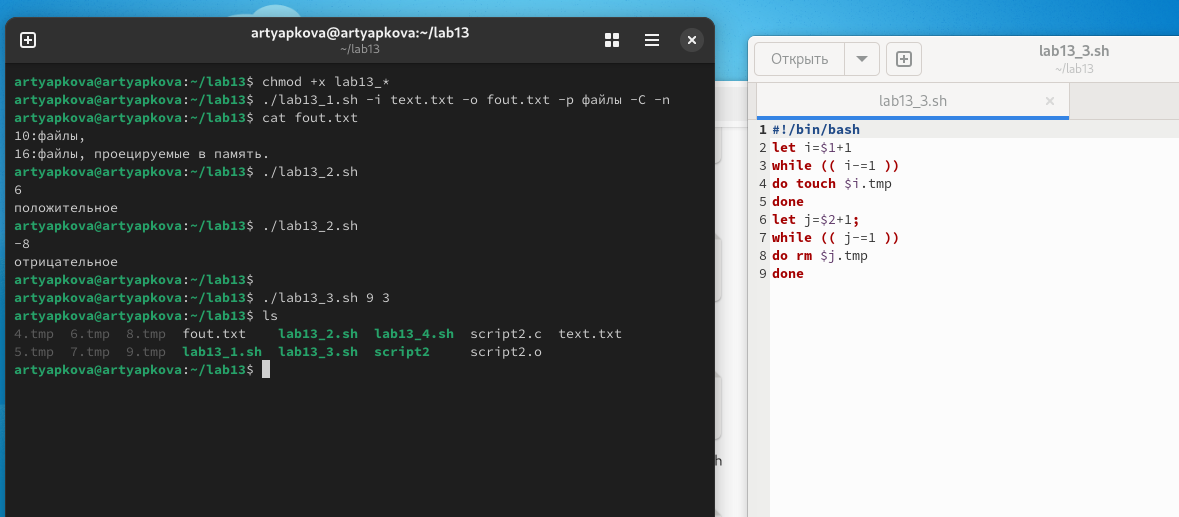 artyapkova@artyapkova:~/lab13
~/lab13
artyapkova@artyapkova:~/lab13$ chmod +x lab13_*
artyapkova@artyapkova:~/lab13$ ./lab13_1.sh -i text.txt -o fout.txt -p файлы -C -n
artyapkova@artyapkova:~/lab13$ cat fout.txt
10:файлы,
16:файлы, проецируемые в память.
artyapkova@artyapkova:~/lab13$ ./lab13_2.sh
6
положительное
artyapkova@artyapkova:~/lab13$ ./lab13_2.sh
-8
отрицательное
artyapkova@artyapkova:~/lab13$
artyapkova@artyapkova:~/lab13$ ./lab13_3.sh 9 3
artyapkova@artyapkova:~/lab13$ ls
4.tmp 6.tmp 8.tmp fout.txt lab13_2.sh lab13_4.sh script2.c text.txt
5.tmp 7.tmp 9.tmp lab13_1.sh lab13_3.sh script2 script2.o
artyapkova@artyapkova:~/lab13$
h
Открыть
lab13_3.sh
~/lab13
lab13_3.sh
1 #!/bin/bash
2 let i=$1+1
3 while (( i-=1 ))
4 do touch $i.tmp
5 done
6 let j=$2+1;
7 while (( j-=1 ))
8 do rm $j.tmp
9 done